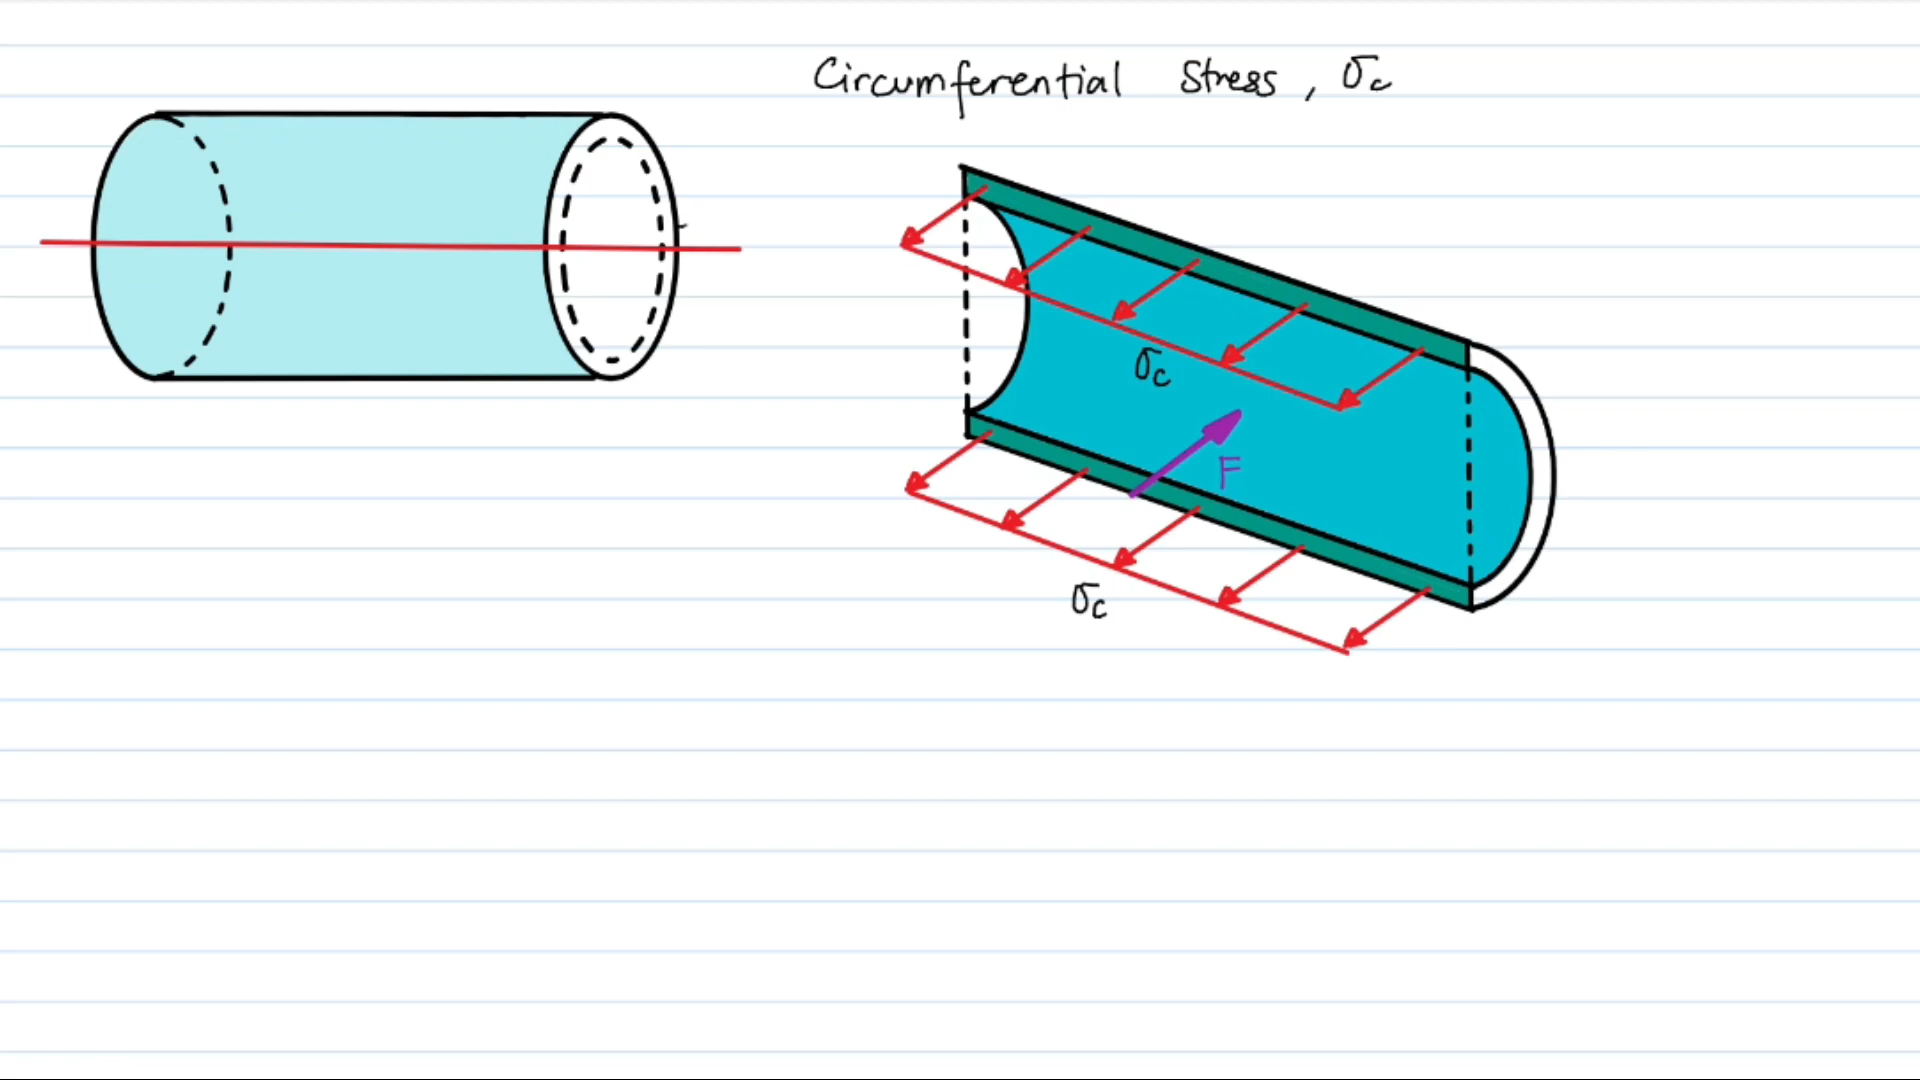 Circumferential Stress , σc
σc
F
σc